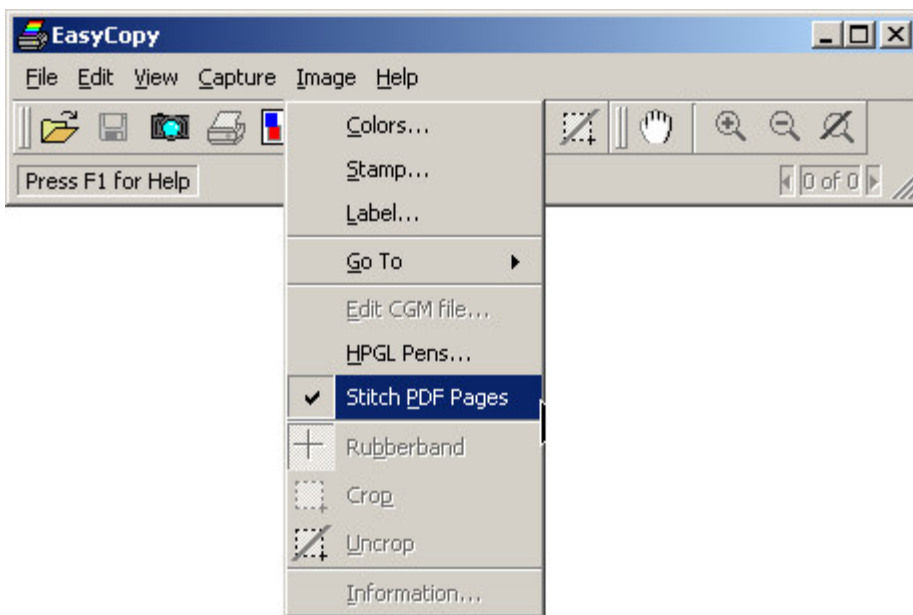 EasyCopy
File Edit View Capture Image Help
Press F1 for Help
0 of 0
Colors...
Stamp...
Label...
Go To
Edit CGM file...
HPGL Pens...
Stitch PDF Pages
Rubberband
Crop
Uncrop
Information...